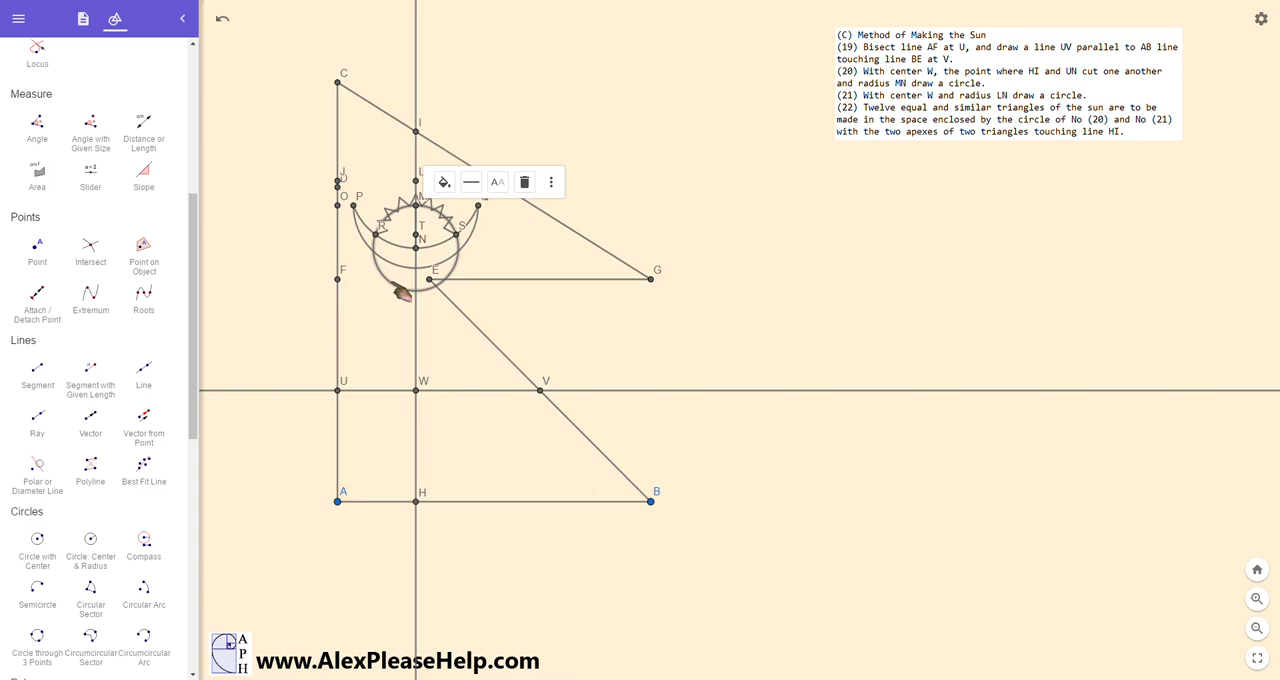 Locus
Measure
Angle
Angle with Given Size
Distance or Length
Area
Slider
Slope
Points
Point
Intersect
Point on Object
Attach / Detach Point
Extremum
Roots
Lines
Segment
Segment with Given Length
Line
Ray
Vector
Vector from Point
Polar or Diameter Line
Polyline
Best Fit Line
Circles
Circle with Center
Circle: Center & Radius
Compass
Semicircle
Circular Sector
Circular Arc
Circle through 3 Points
Circumcircular Sector
Circumcircular Arc
(C) Method of Making the Sun
(19) Bisect line AF at U, and draw a line UV parallel to AB line
touching line BE at V.
(20) With center W, the point where HI and UN cut one another
and radius MN draw a circle.
(21) With center W and radius LN draw a circle.
(22) Twelve equal and similar triangles of the sun are to be
made in the space enclosed by the circle of No (20) and No (21)
with the two apexes of two triangles touching line HI.
C
I
J
D
L
AA
O
P
M
R
T
S
N
F
E
G
U
W
V
A
H
B
A
P
H
www.AlexPleaseHelp.com